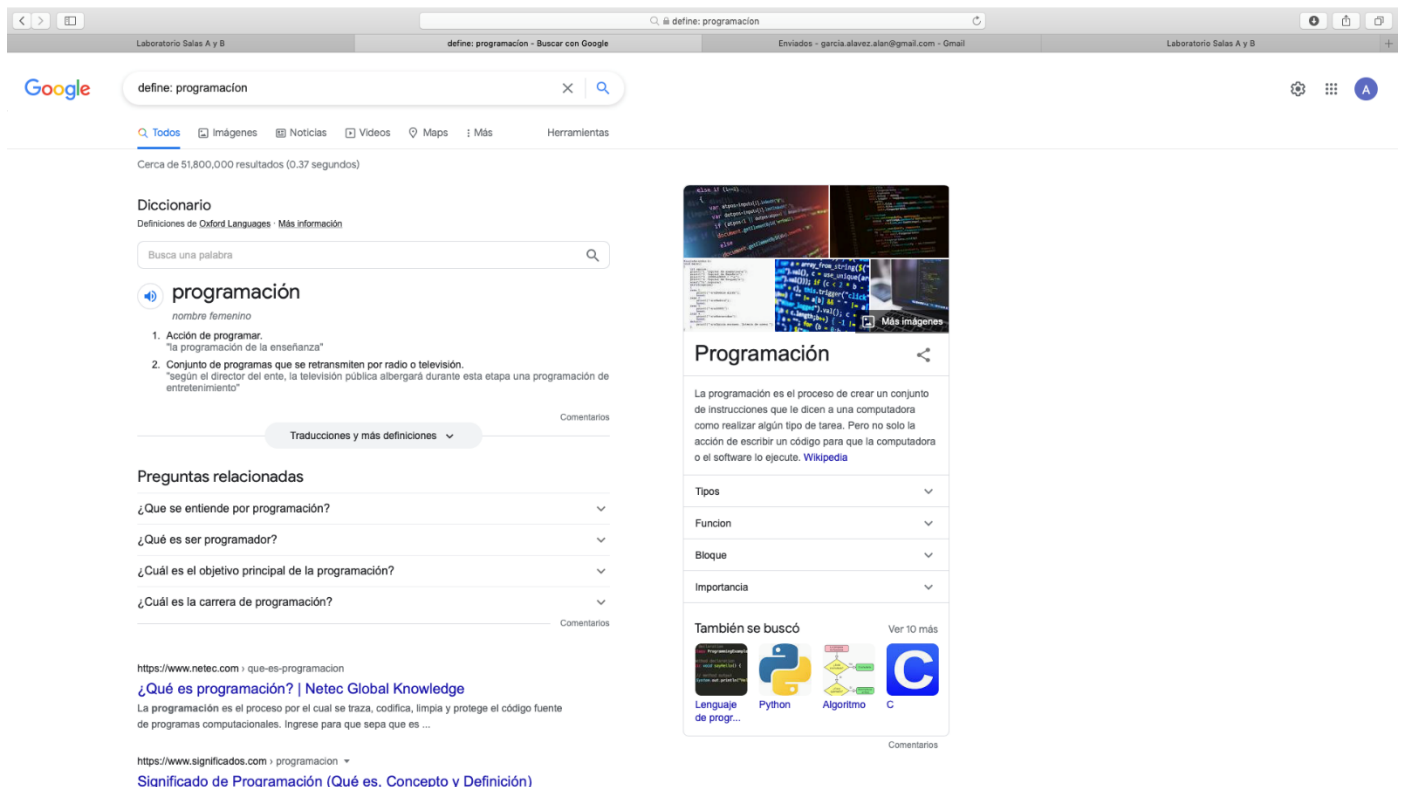 define: programacíon
Laboratorio Salas A y B
define: programacíon - Buscar con Google
Enviados - garcia.alavez.alan@gmail.com - Gmail
Laboratorio Salas A y B
Google
define: programacíon
A
Todos
Imágenes
Noticias
Videos
Maps
Más
Herramientas
Cerca de 51,800,000 resultados (0.37 segundos)
Diccionario
Definiciones de Oxford Languages · Más información
Busca una palabra
programación
nombre femenino
1. Acción de programar.
"la programación de la enseñanza"
2. Conjunto de programas que se retransmiten por radio o televisión.
"según el director del ente, la televisión pública albergará durante esta etapa una programación de
entretenimiento"
Comentarios
Traducciones y más definiciones
Preguntas relacionadas
¿Que se entiende por programación?
¿Qué es ser programador?
¿Cuál es el objetivo principal de la programación?
¿Cuál es la carrera de programación?
Comentarios
https://www.netec.com › que-es-programacion
¿Qué es programación? | Netec Global Knowledge
La programación es el proceso por el cual se traza, codifica, limpia y protege el código fuente
de programas computacionales. Ingrese para que sepa que es ...
https://www.significados.com › programacion
Significado de Programación (Qué es, Concepto y Definición)
Más imágenes
Programación
La programación es el proceso de crear un conjunto
de instrucciones que le dicen a una computadora
como realizar algún tipo de tarea. Pero no solo la
acción de escribir un código para que la computadora
o el software lo ejecute. Wikipedia
Tipos
Funcion
Bloque
Importancia
También se buscó
Ver 10 más
C
Lenguaje
de progr...
Python
Algoritmo
C
Comentarios